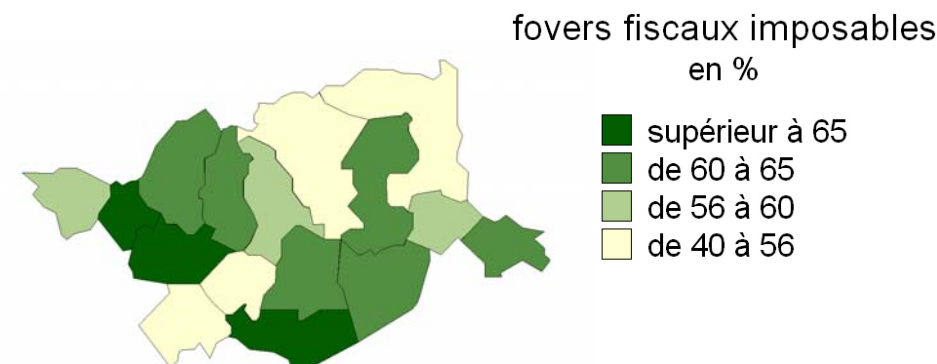 fovers fiscaux imposables
en %
supérieur à 65
de 60 à 65
de 56 à 60
de 40 à 56